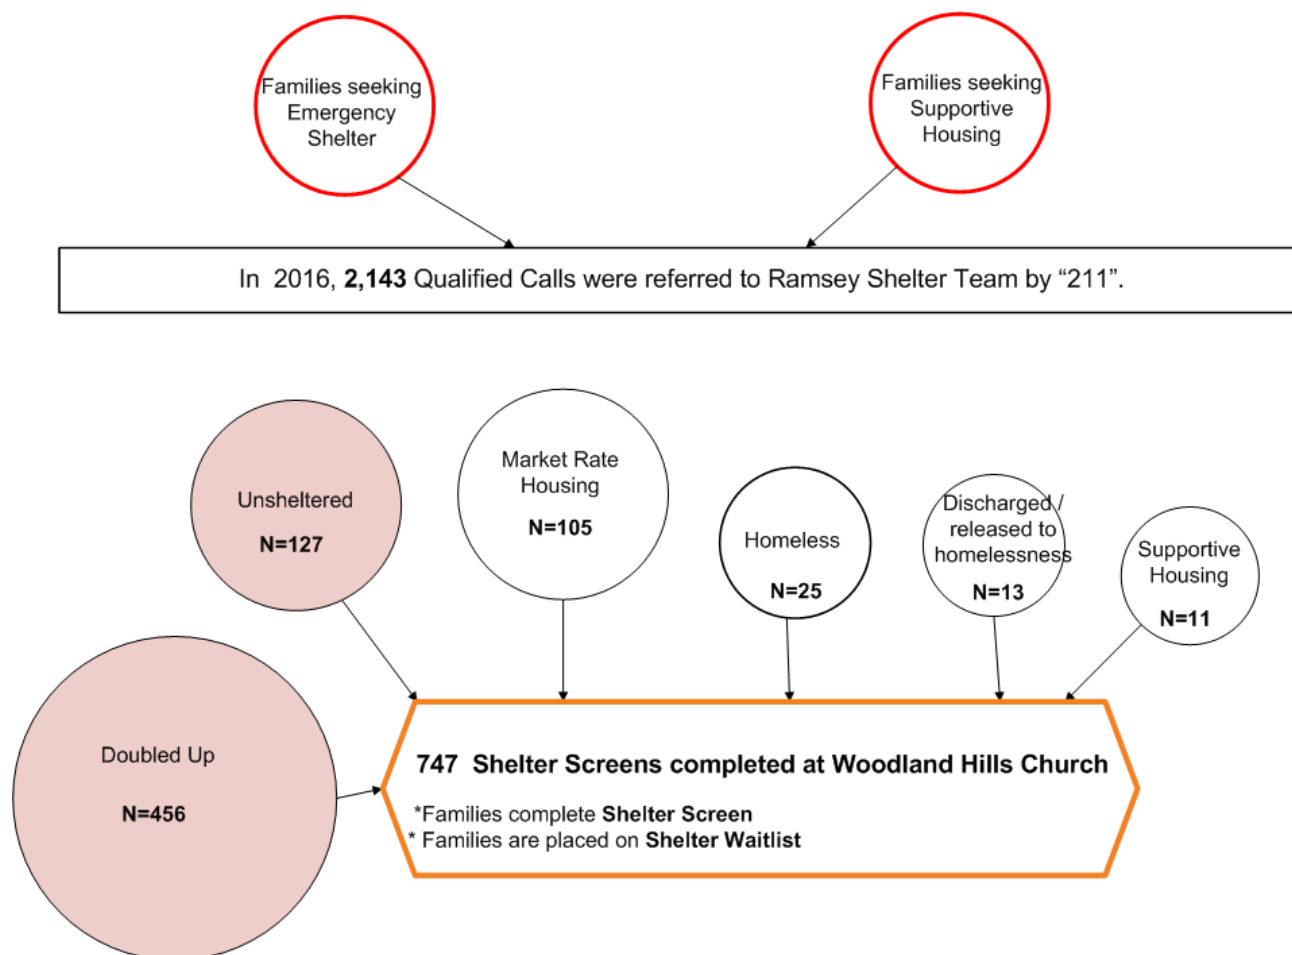 Families seeking
Emergency
Shelter
Families seeking
Supportive
Housing
In 2016, 2,143 Qualified Calls were referred to Ramsey Shelter Team by “211”.
Unsheltered
N=127
Market Rate
Housing
N=105
Homeless
N=25
Discharged /
released to
homelessness
N=13
Supportive
Housing
N=11
Doubled Up
N=456
747 Shelter Screens completed at Woodland Hills Church
*Families complete Shelter Screen
* Families are placed on Shelter Waitlist